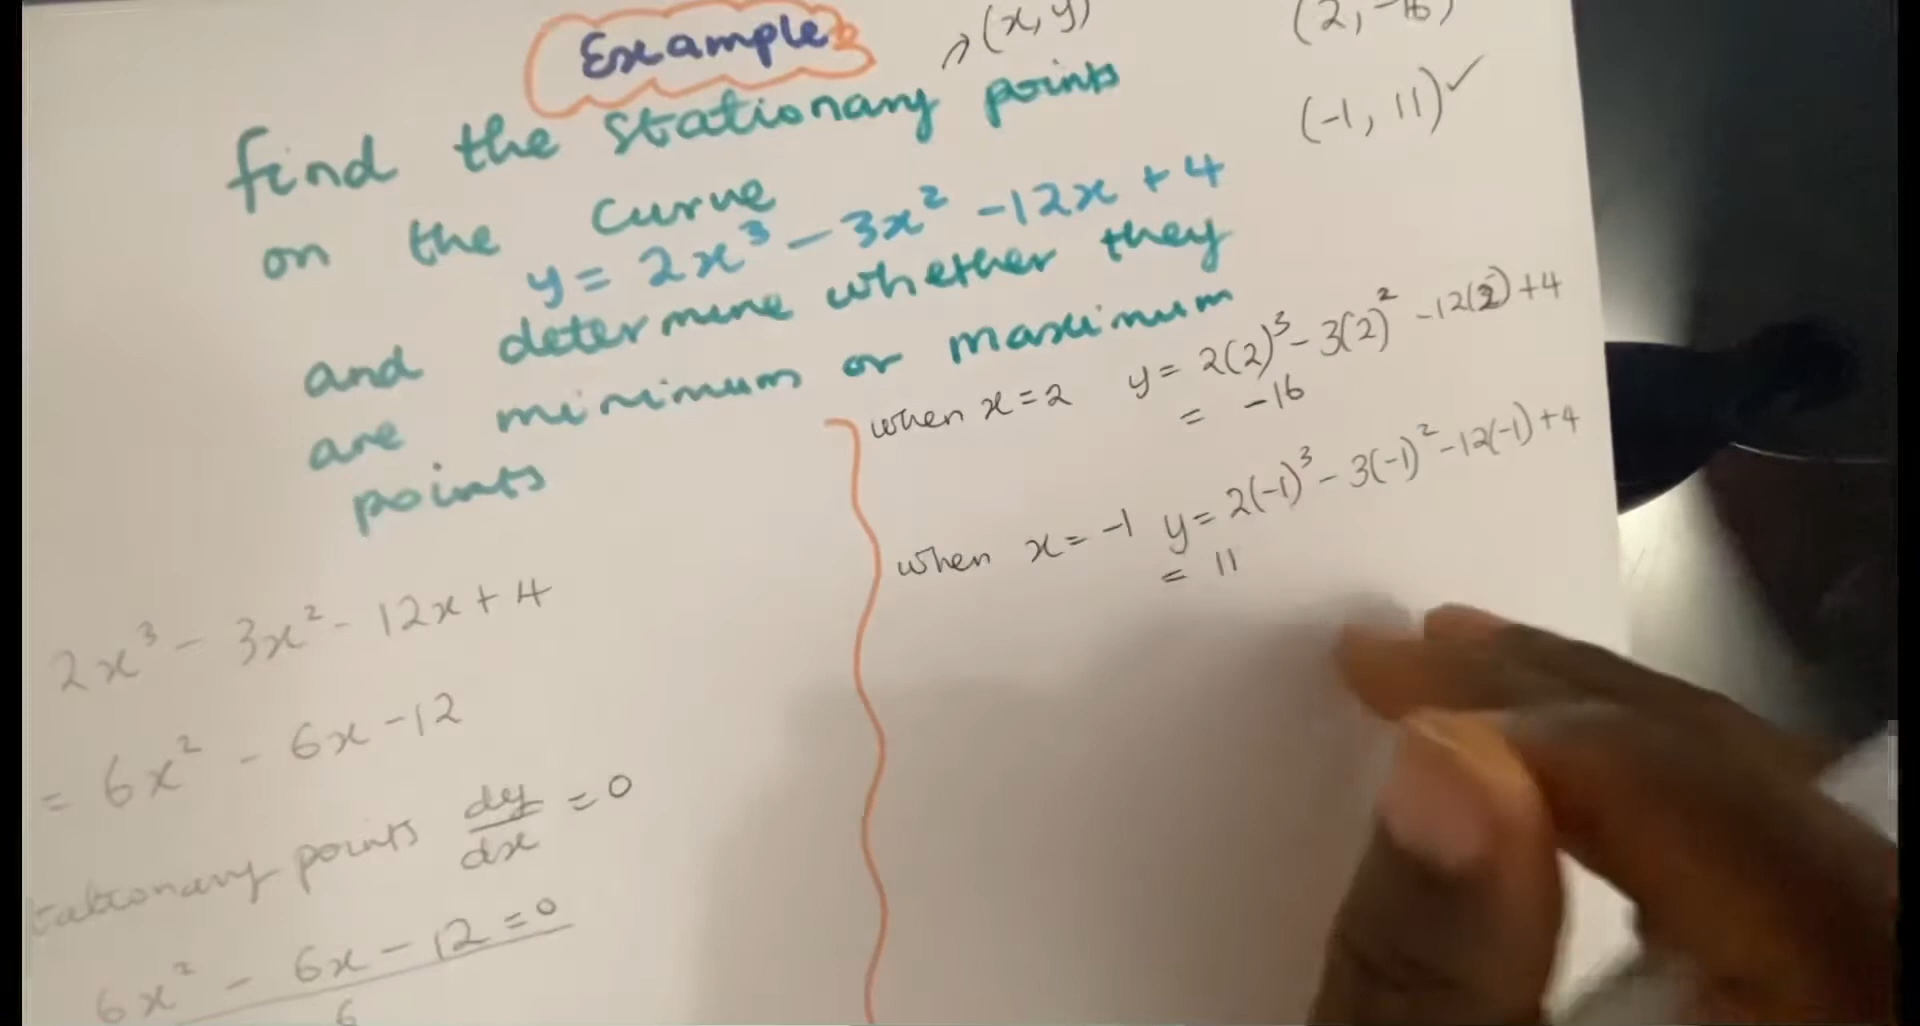 Example
→ (x, y)
(2, -16)
(-1, 11) ✓
find the stationary points
on the curve
y = 2x³ - 3x² - 12x + 4
and determine whether they
are minimum or maximum
points
2x³ - 3x² - 12x + 4
= 6x² - 6x - 12
tationary points dy/dx = 0
6x² - 6x - 12 = 0
6
when x = 2 y = 2(2)³ - 3(2)² - 12(2) + 4
= -16
when x = -1 y = 2(-1)³ - 3(-1)² - 12(-1) + 4
= 11